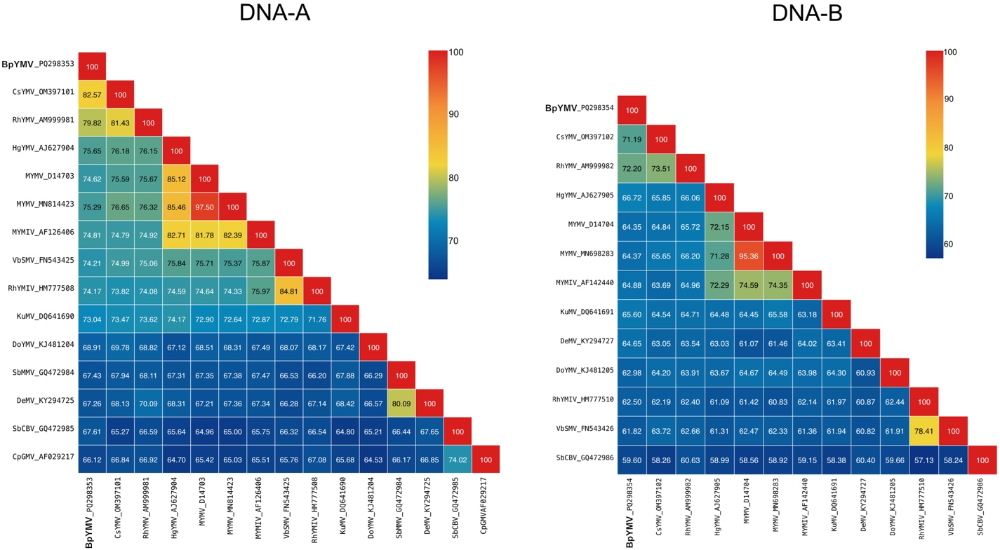 DNA-A
BpYMV_PQ298353 100
CsYMV_OM397101 82.57 100
RhYMV_AM999981 79.82 81.43 100
HgYMV_AJ627904 75.65 76.18 76.15 100
MYMV_D14703 74.62 75.59 75.67 85.12 100
MYMV_MN814423 75.29 76.65 76.32 85.46 97.50 100
MYMIV_AF126406 74.81 74.79 74.92 82.71 81.78 82.39 100
VbSMV_FN543425 74.21 74.99 75.06 75.84 75.71 75.37 75.87 100
RhYMIV_HM777508 74.17 73.82 74.08 74.59 74.64 74.33 75.97 84.81 100
KuMV_DQ641690 73.04 73.47 73.62 74.17 72.90 72.64 72.87 72.79 71.76 100
DoYMV_KJ481204 68.91 69.78 68.82 67.12 68.51 68.31 67.49 68.07 68.17 67.42 100
SbMMV_GQ472984 67.43 67.94 68.11 67.31 67.35 67.38 67.47 66.53 66.20 67.88 66.29 100
DeMV_KY294725 67.26 68.13 70.09 68.31 67.21 67.36 67.34 66.28 67.14 68.42 66.57 80.09 100
SbCBV_GQ472985 67.61 65.27 66.59 65.64 64.96 65.00 65.75 66.32 66.54 64.80 65.21 66.44 67.65 100
CpGMV_AF029217 66.12 66.84 66.92 64.70 65.42 65.03 65.51 65.76 67.08 65.68 64.53 66.17 66.85 74.02 100
BpYMV_PQ298353
CsYMV_OM397101
RhYMV_AM999981
HgYMV_AJ627904
MYMV_D14703
MYMV_MN814423
MYMIV_AF126406
VbSMV_FN543425
RhYMIV_HM777508
KuMV_DQ641690
DoYMV_KJ481204
SbMMV_GQ472984
DeMV_KY294725
SbCBV_GQ472985
CpGMVAF029217
100
90
80
70
DNA-B
BpYMV_PQ298354 100
CsYMV_OM397102 71.19 100
RhYMV_AM999982 72.20 73.51 100
HgYMV_AJ627905 66.72 65.85 66.06 100
MYMV_D14704 64.35 64.84 65.72 72.15 100
MYMV_MN698283 64.37 65.65 66.20 71.28 95.36 100
MYMIV_AF142440 64.88 63.69 64.96 72.29 74.59 74.35 100
KuMV_DQ641691 65.60 64.54 64.71 64.48 64.45 65.58 63.18 100
DeMV_KY294727 64.65 63.05 63.54 63.03 61.07 61.46 64.02 63.41 100
DoYMV_KJ481205 62.98 64.20 63.91 63.67 64.67 64.49 63.98 64.30 60.93 100
RhYMIV_HM777510 62.50 62.19 62.40 61.09 61.42 60.83 62.14 61.97 60.87 62.44 100
VbSMV_FN543426 61.82 63.72 62.66 61.31 62.47 62.33 61.36 61.94 60.82 61.91 78.41 100
SbCBV_GQ472986 59.60 58.26 60.63 58.99 58.56 58.92 59.15 58.38 60.40 59.66 57.13 58.24 100
BpYMV_PQ298354
CsYMV_OM397102
RhYMV_AM999982
HgYMV_AJ627905
MYMV_D14704
MYMV_MN698283
MYMIV_AF142440
KuMV_DQ641691
DeMV_KY294727
DoYMV_KJ481205
RhYMIV_HM777510
VbSMV_FN543426
SbCBV_GQ472986
100
90
80
70
60